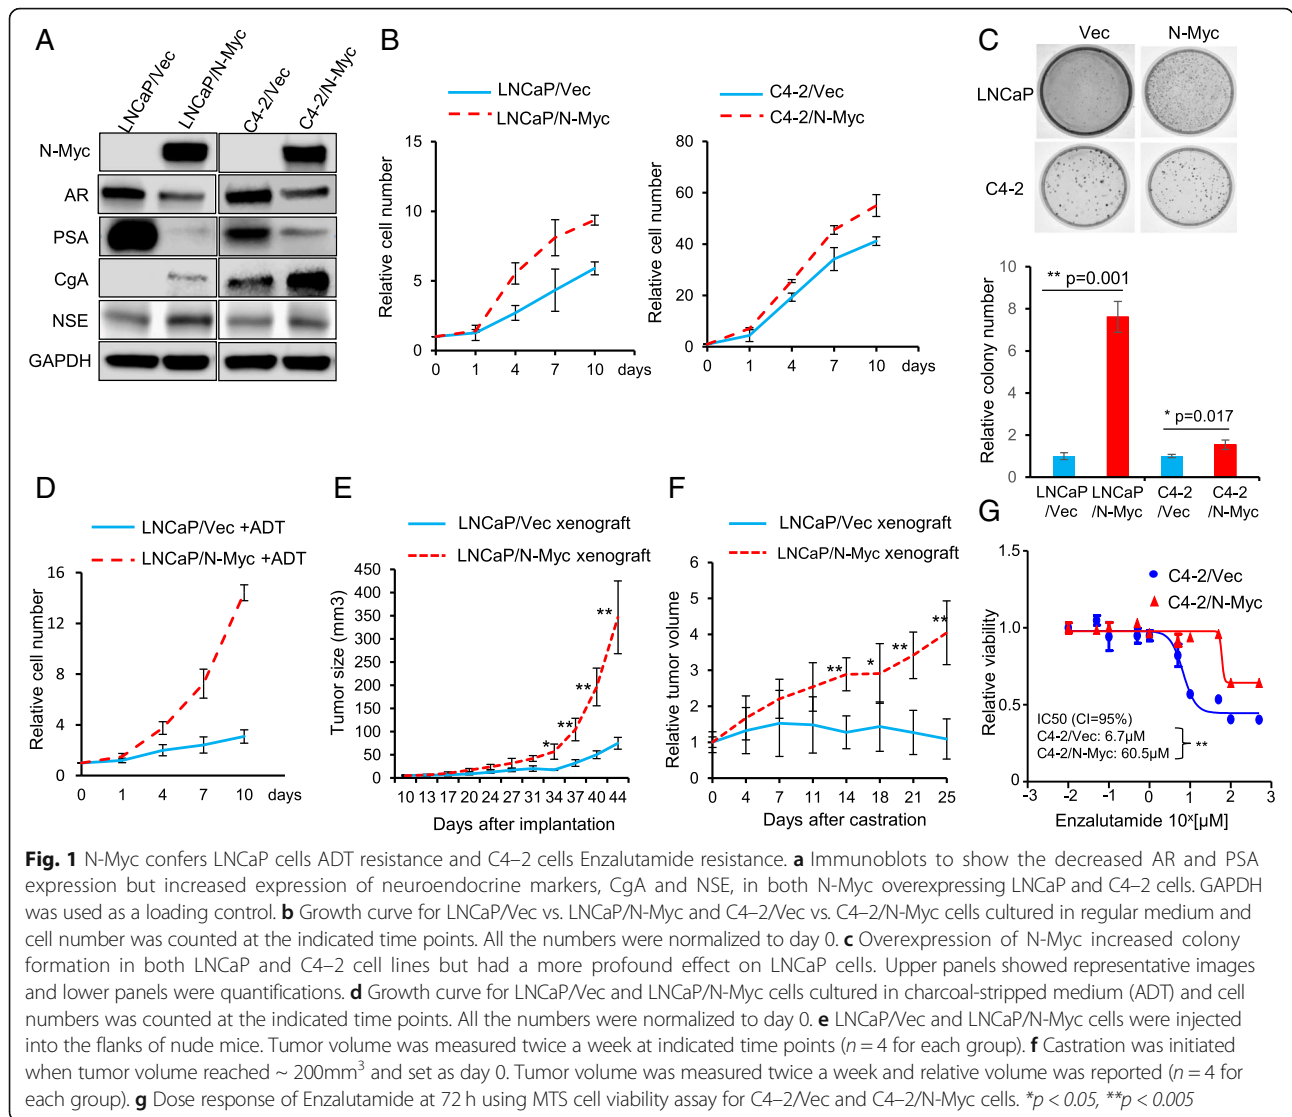 A
LNCaP/Vec
LNCaP/N-Myc
C4-2/Vec
C4-2/N-Myc
N-Myc
AR
PSA
CgA
NSE
GAPDH
B
LNCaP/Vec
LNCaP/N-Myc
Relative cell number
15
10
5
0
0 1 4 7 10 days
C4-2/Vec
C4-2/N-Myc
Relative cell number
80
60
40
20
0
0 1 4 7 10 days
C
Vec N-Myc
LNCaP
C4-2
Relative colony number
10
8
6
4
2
0
** p=0.001
* p=0.017
LNCaP LNCaP C4-2 C4-2
/Vec /N-Myc /Vec /N-Myc
D
LNCaP/Vec +ADT
LNCaP/N-Myc +ADT
Relative cell number
16
12
8
4
0
0 1 4 7 10 days
E
LNCaP/Vec xenograft
LNCaP/N-Myc xenograft
Tumor size (mm3)
450
400
350
300
250
200
150
100
50
0
* ** ** **
10 13 17 20 24 27 31 34 37 40 44
Days after implantation
F
LNCaP/Vec xenograft
LNCaP/N-Myc xenograft
Relative tumor volume
6
5
4
3
2
1
0
** * ** **
0 4 7 11 14 18 21 25
Days after castration
G
C4-2/Vec
C4-2/N-Myc
Relative viability
1.5
1.0
0.5
0.0
IC50 (CI=95%)
C4-2/Vec: 6.7μM
C4-2/N-Myc: 60.5μM
**
-2 -1 0 1 2 3
Enzalutamide 10ˣ[μM]
Fig. 1 N-Myc confers LNCaP cells ADT resistance and C4–2 cells Enzalutamide resistance. a Immunoblots to show the decreased AR and PSA
expression but increased expression of neuroendocrine markers, CgA and NSE, in both N-Myc overexpressing LNCaP and C4–2 cells. GAPDH
was used as a loading control. b Growth curve for LNCaP/Vec vs. LNCaP/N-Myc and C4–2/Vec vs. C4–2/N-Myc cells cultured in regular medium and
cell number was counted at the indicated time points. All the numbers were normalized to day 0. c Overexpression of N-Myc increased colony
formation in both LNCaP and C4–2 cell lines but had a more profound effect on LNCaP cells. Upper panels showed representative images
and lower panels were quantifications. d Growth curve for LNCaP/Vec and LNCaP/N-Myc cells cultured in charcoal-stripped medium (ADT) and cell
numbers was counted at the indicated time points. All the numbers were normalized to day 0. e LNCaP/Vec and LNCaP/N-Myc cells were injected
into the flanks of nude mice. Tumor volume was measured twice a week at indicated time points (n = 4 for each group). f Castration was initiated
when tumor volume reached ~ 200mm³ and set as day 0. Tumor volume was measured twice a week and relative volume was reported (n = 4 for
each group). g Dose response of Enzalutamide at 72 h using MTS cell viability assay for C4–2/Vec and C4–2/N-Myc cells. *p < 0.05, **p < 0.005